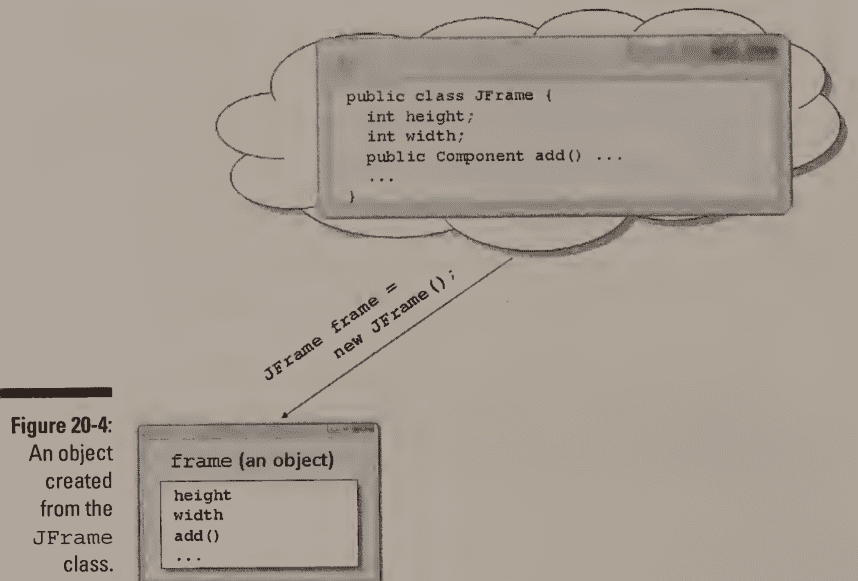 public class JFrame {
int height;
int width;
public Component add() ...
...
}
JFrame frame =
new JFrame();
Figure 20-4:
An object
created
from the
JFrame
class.
frame (an object)
height
width
add()
...